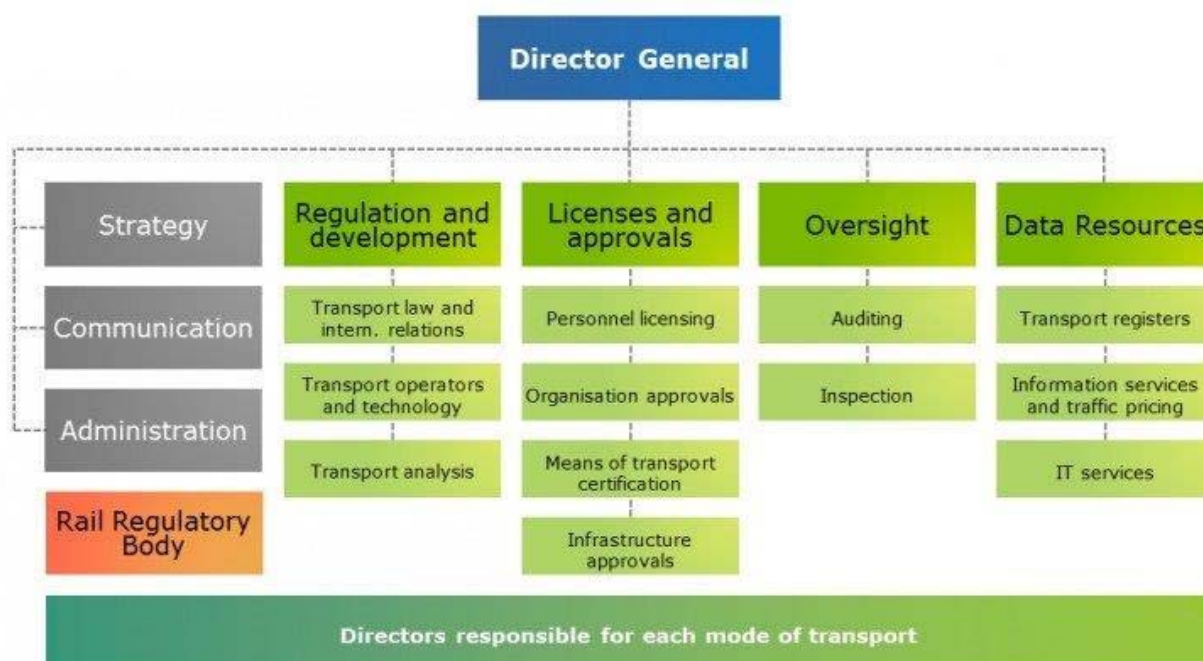 Director General
Strategy
Communication
Administration
Rail Regulatory
Body
Regulation and
development
Transport law and
intern. relations
Transport operators
and technology
Transport analysis
Licenses and
approvals
Personnel licensing
Organisation approvals
Means of transport
certification
Infrastructure
approvals
Oversight
Auditing
Inspection
Data Resources
Transport registers
Information services
and traffic pricing
IT services
Directors responsible for each mode of transport